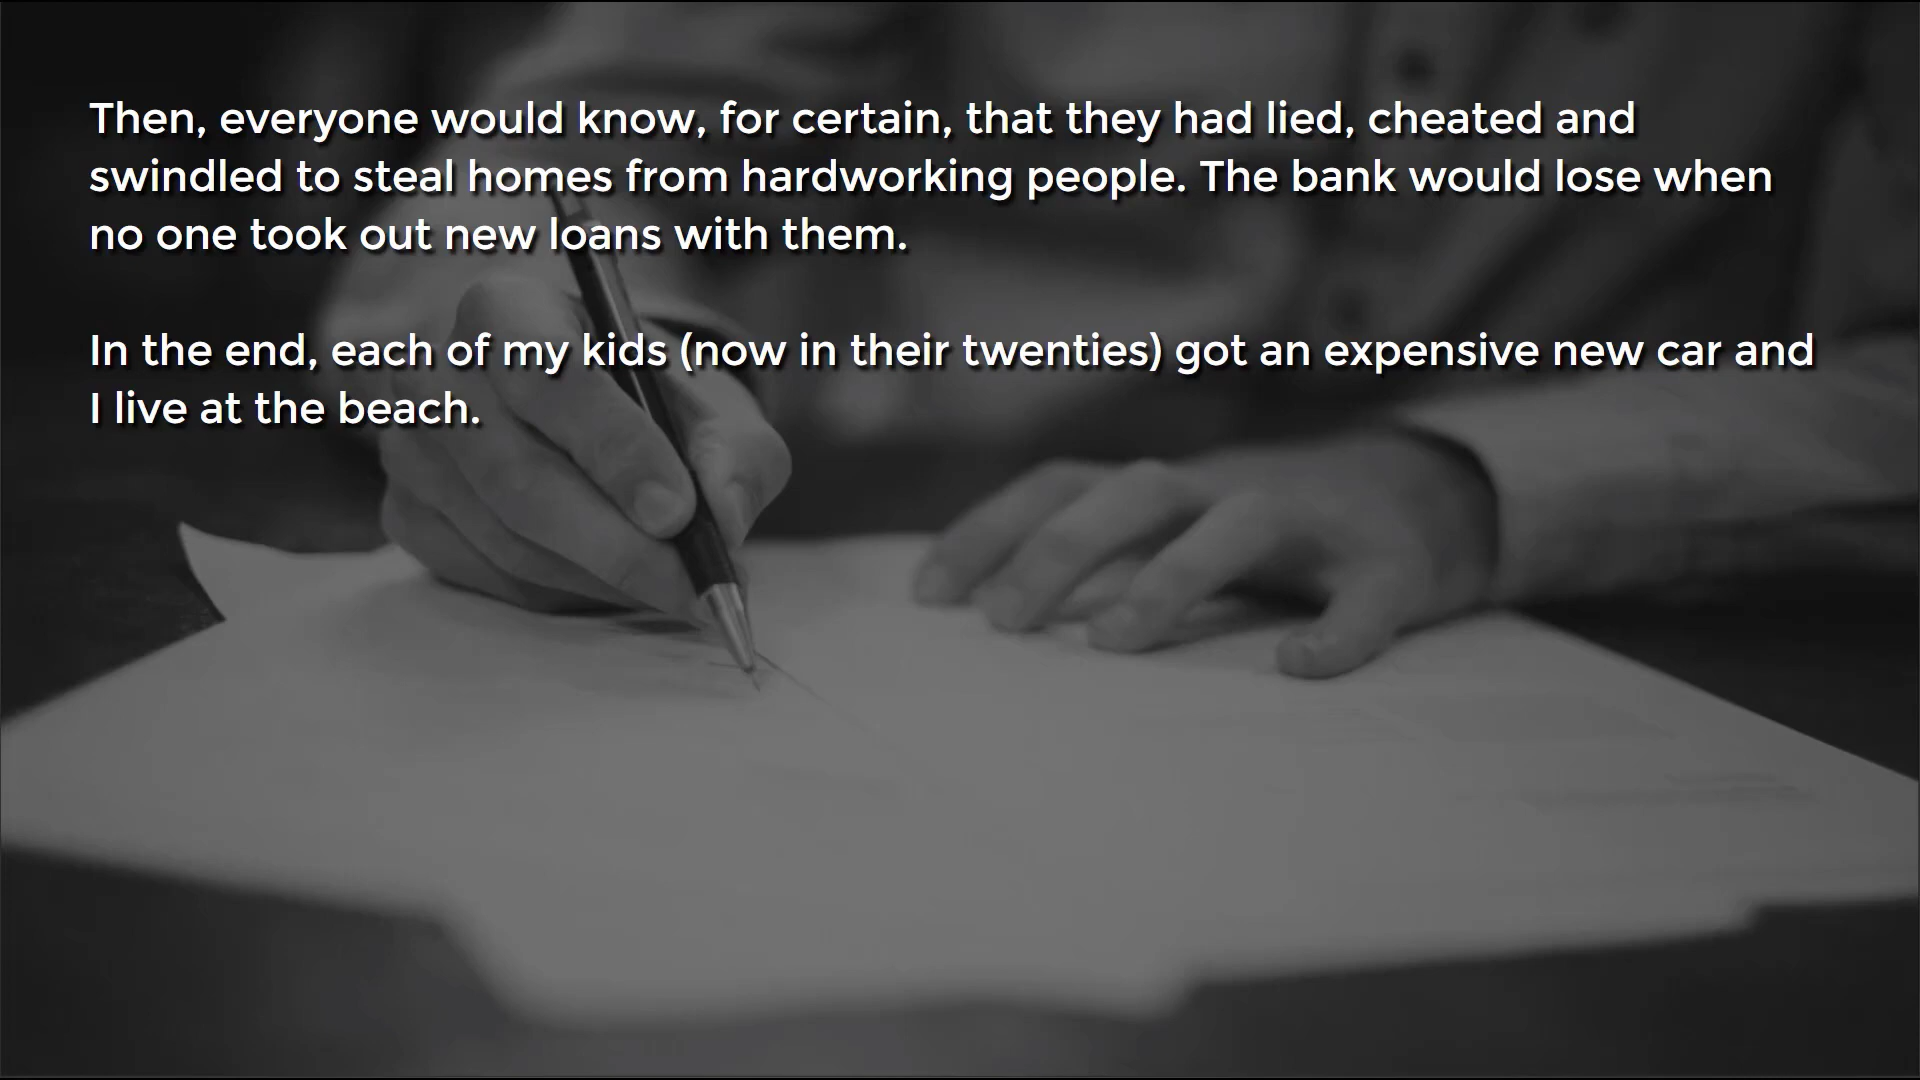 Then, everyone would know, for certain, that they had lied, cheated and
swindled to steal homes from hardworking people. The bank would lose when
no one took out new loans with them.
In the end, each of my kids (now in their twenties) got an expensive new car and
I live at the beach.